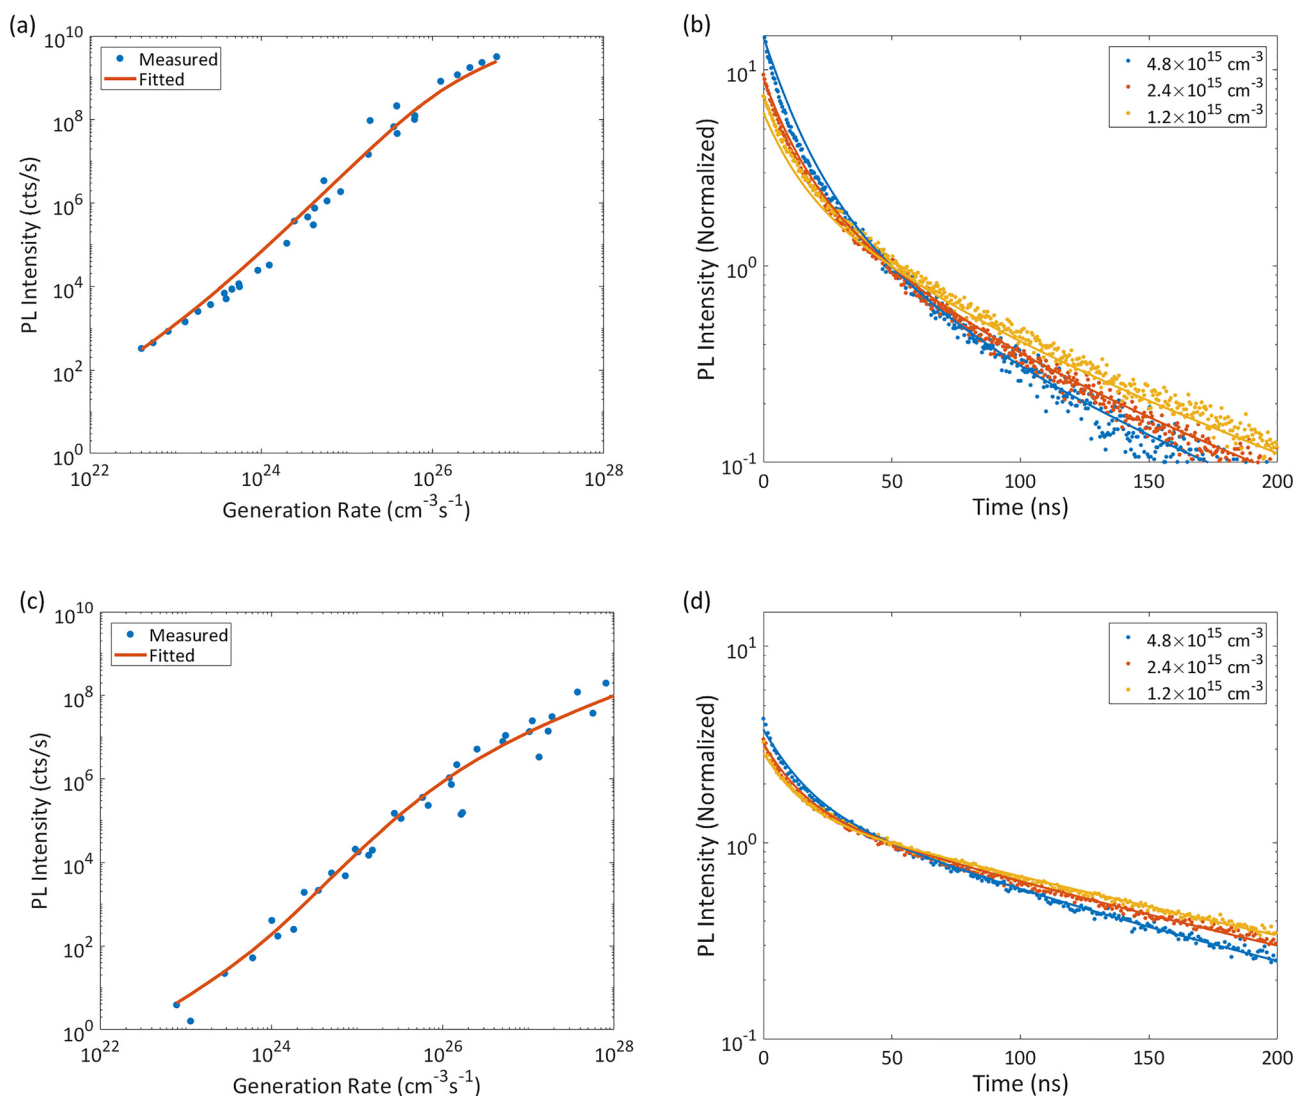 (a)
10^10
10^8
10^6
10^4
10^2
10^0
PL Intensity (cts/s)
Measured
Fitted
10^22
10^24
10^26
10^28
Generation Rate (cm^-3s^-1)
(b)
10^1
10^0
10^-1
PL Intensity (Normalized)
4.8×10^15 cm^-3
2.4×10^15 cm^-3
1.2×10^15 cm^-3
0
50
100
150
200
Time (ns)
(c)
10^10
10^8
10^6
10^4
10^2
10^0
PL Intensity (cts/s)
Measured
Fitted
10^22
10^24
10^26
10^28
Generation Rate (cm^-3s^-1)
(d)
10^1
10^0
10^-1
PL Intensity (Normalized)
4.8×10^15 cm^-3
2.4×10^15 cm^-3
1.2×10^15 cm^-3
0
50
100
150
200
Time (ns)